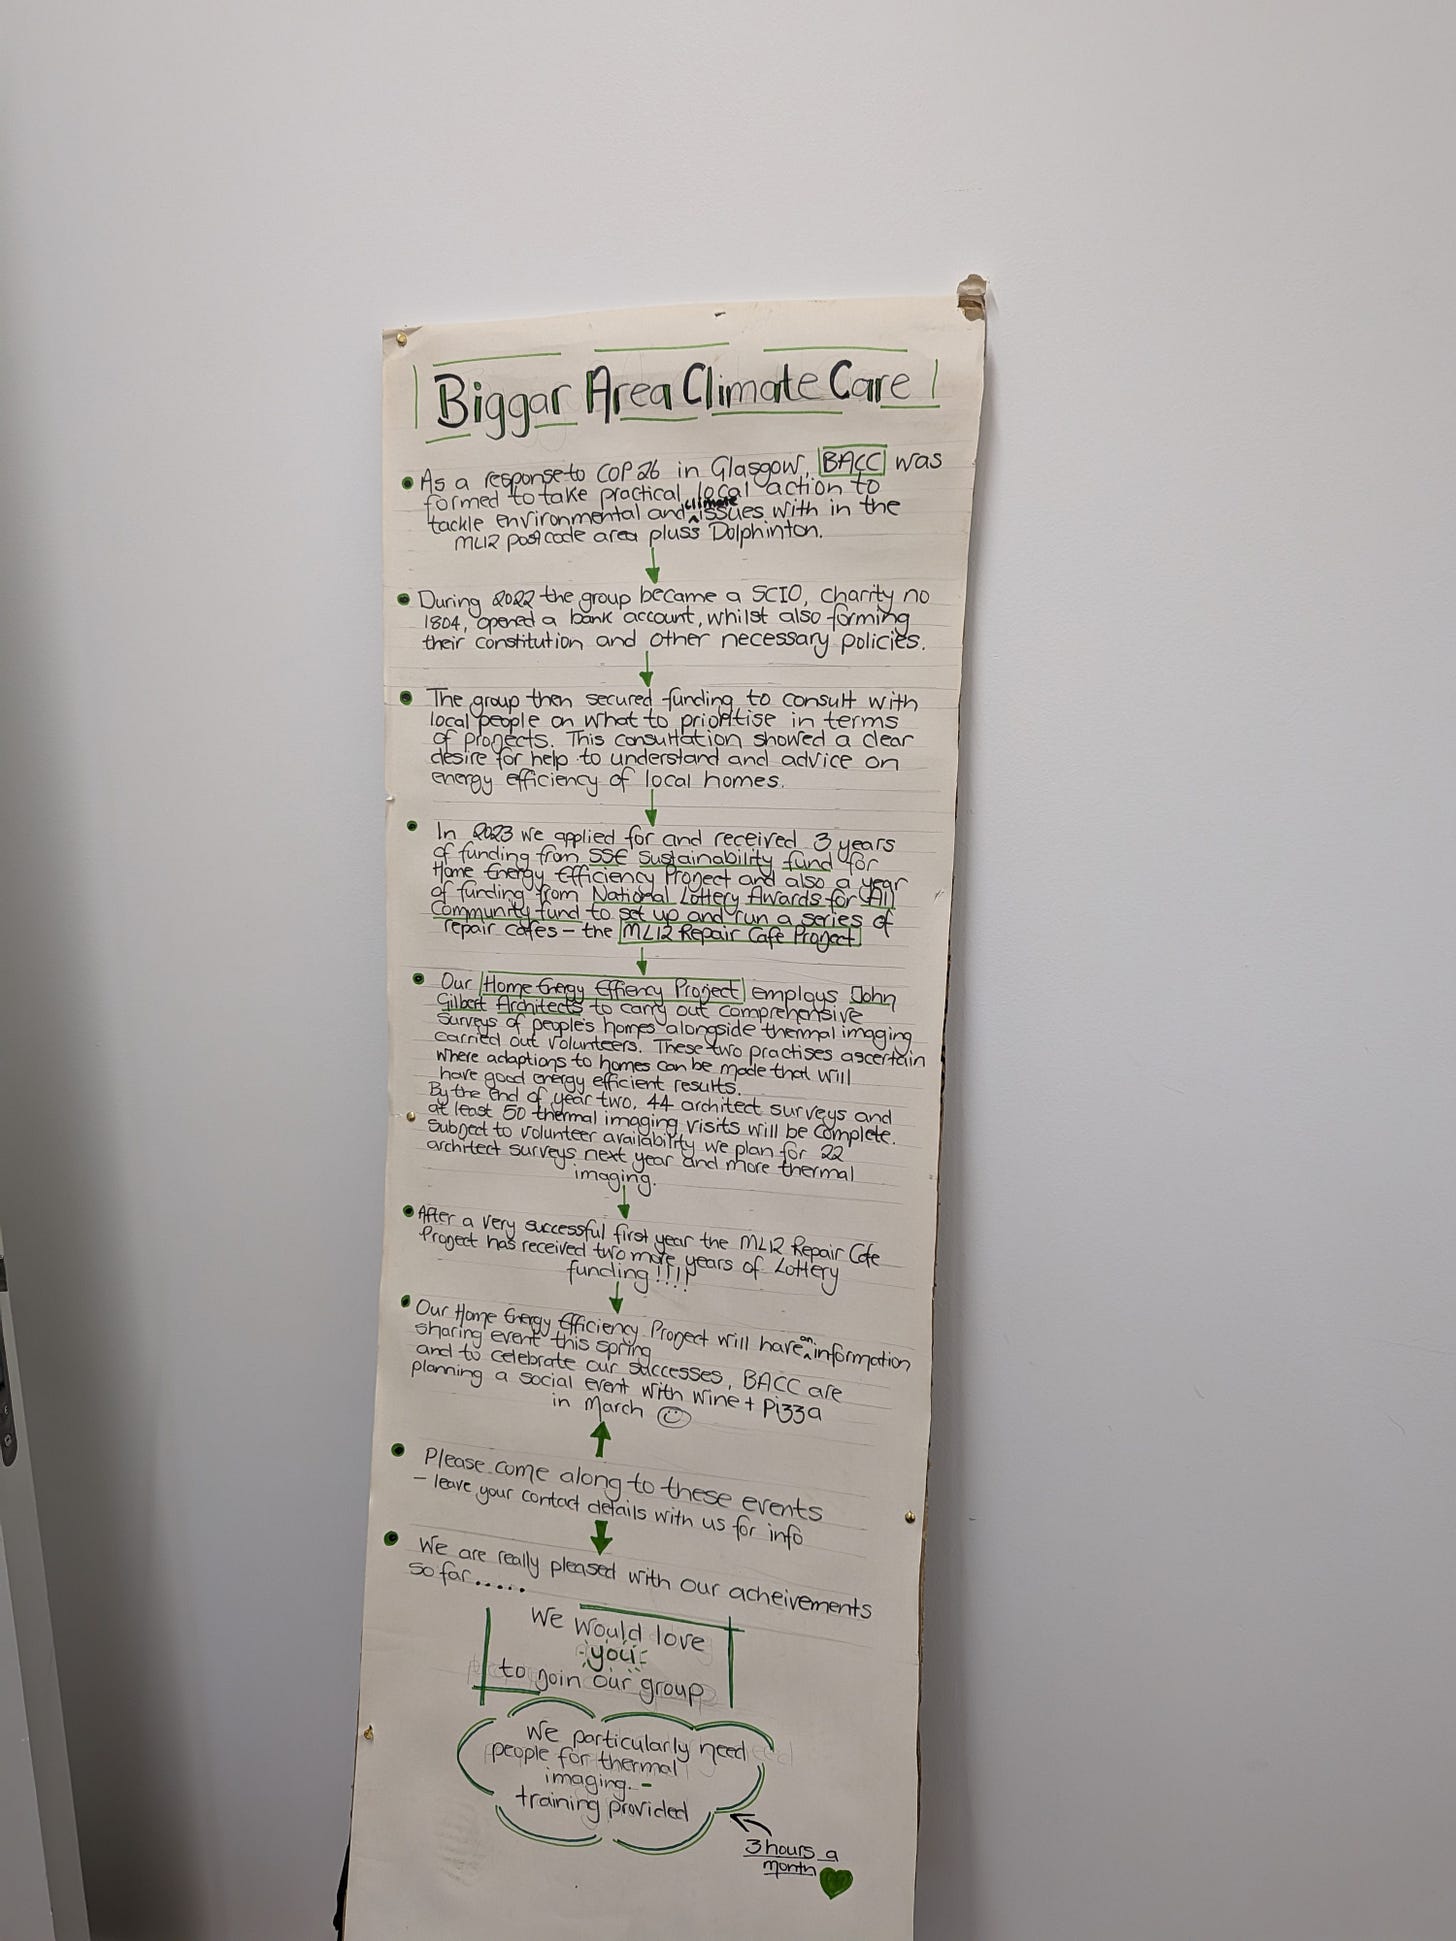 Biggar Area Climate Care
• As a response to COP 26 in Glasgow, BACC was
formed to take practical local action to
tackle environmental and climate issues with in the
ML12 postcode area pluss Dolphinton.
• During 2022 the group became a SCIO, charity no
1804, opened a bank account, whilst also forming
their constitution and other necessary policies.
• The group then secured funding to consult with
local people on what to prioritise in terms
of projects. This consultation showed a clear
desire for help to understand and advice on
energy efficiency of local homes.
• In 2023 we applied for and received 3 years
of funding from SSE Sustainability fund for
Home Energy Efficiency Project and also a year
of funding from National Lottery Awards for All
Community fund to set up and run a series of
repair cafes – the ML12 Repair Cafe Project
• Our Home Energy Effiency Project employs John
Gilbert Architects to carry out comprehensive
surveys of people's homes alongside thermal imaging
carried out volunteers. These two practises ascertain
where adaptions to homes can be made that will
have good energy efficient results.
By the end of year two, 44 architect surveys and
at least 50 thermal imaging visits will be complete.
Subject to volunteer availability we plan for 22
architect surveys next year and more thermal
imaging.
• After a very successful first year the ML12 Repair Cafe
Project has received two more years of Lottery
funding!!!!
• Our Home Energy Efficiency Project will have an information
sharing event this spring
and to celebrate our successes, BACC are
planning a social event with wine + pizza
in March
• Please come along to these events
– leave your contact details with us for info
• We are really pleased with our acheivements
so far.....
We would love
you
to join our group
We particularly need
people for thermal
imaging. -
training provided
3 hours a
month